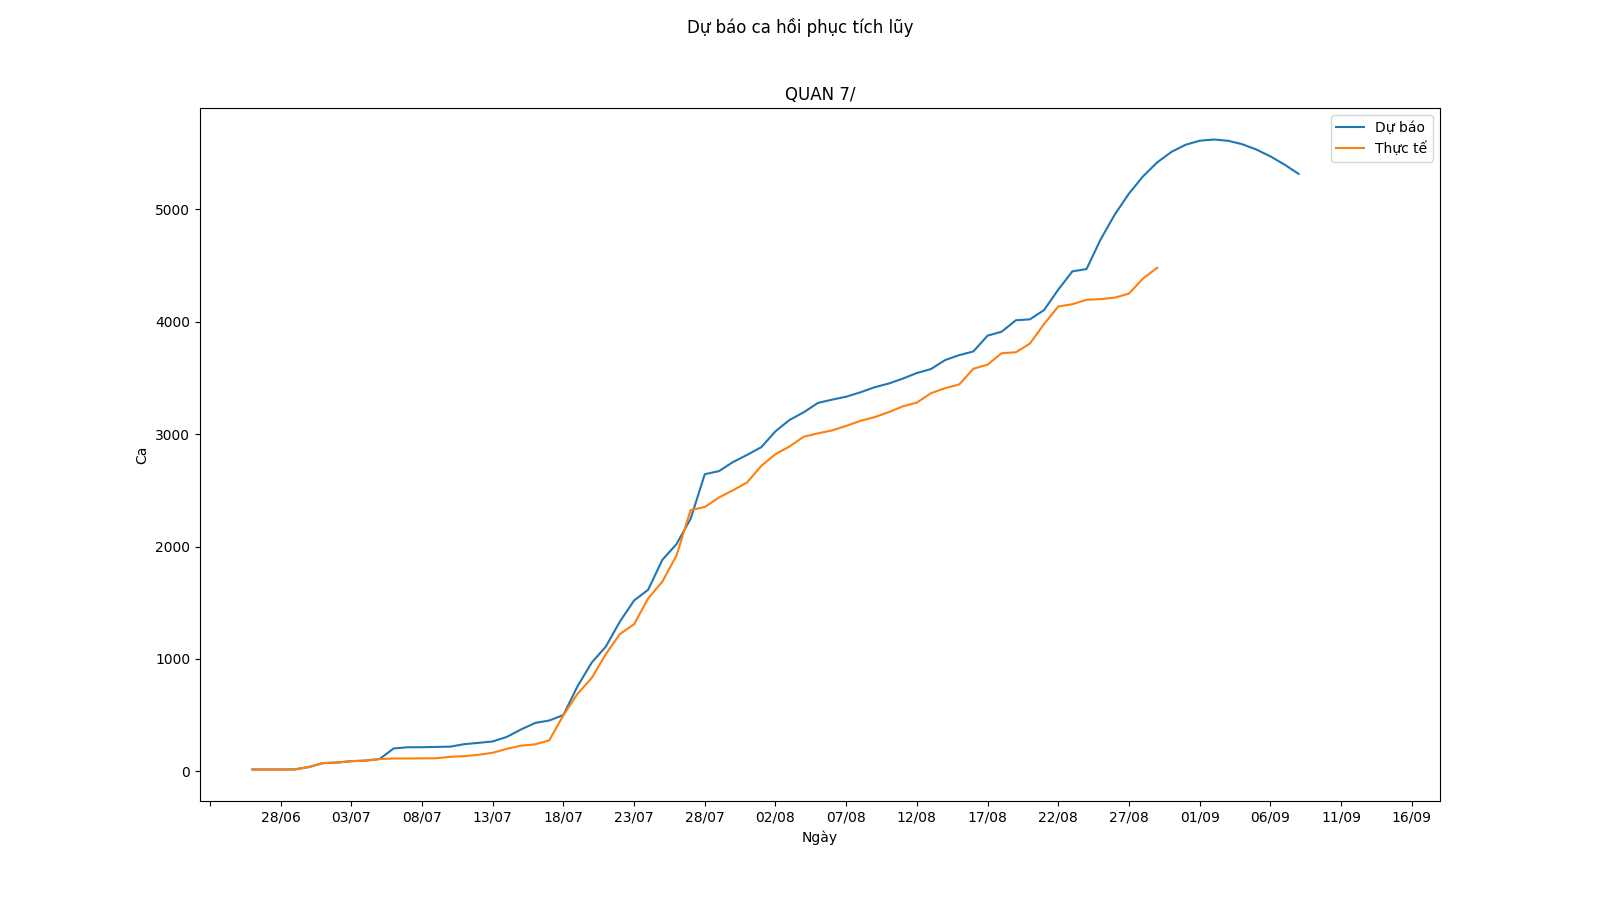 Dự báo ca hồi phục tích lũy
QUAN 7/
Dự báo
Thực tế
5000
4000
3000
2000
1000
0
Ca
28/06 03/07 08/07 13/07 18/07 23/07 28/07 02/08 07/08 12/08 17/08 22/08 27/08 01/09 06/09 11/09 16/09
Ngày